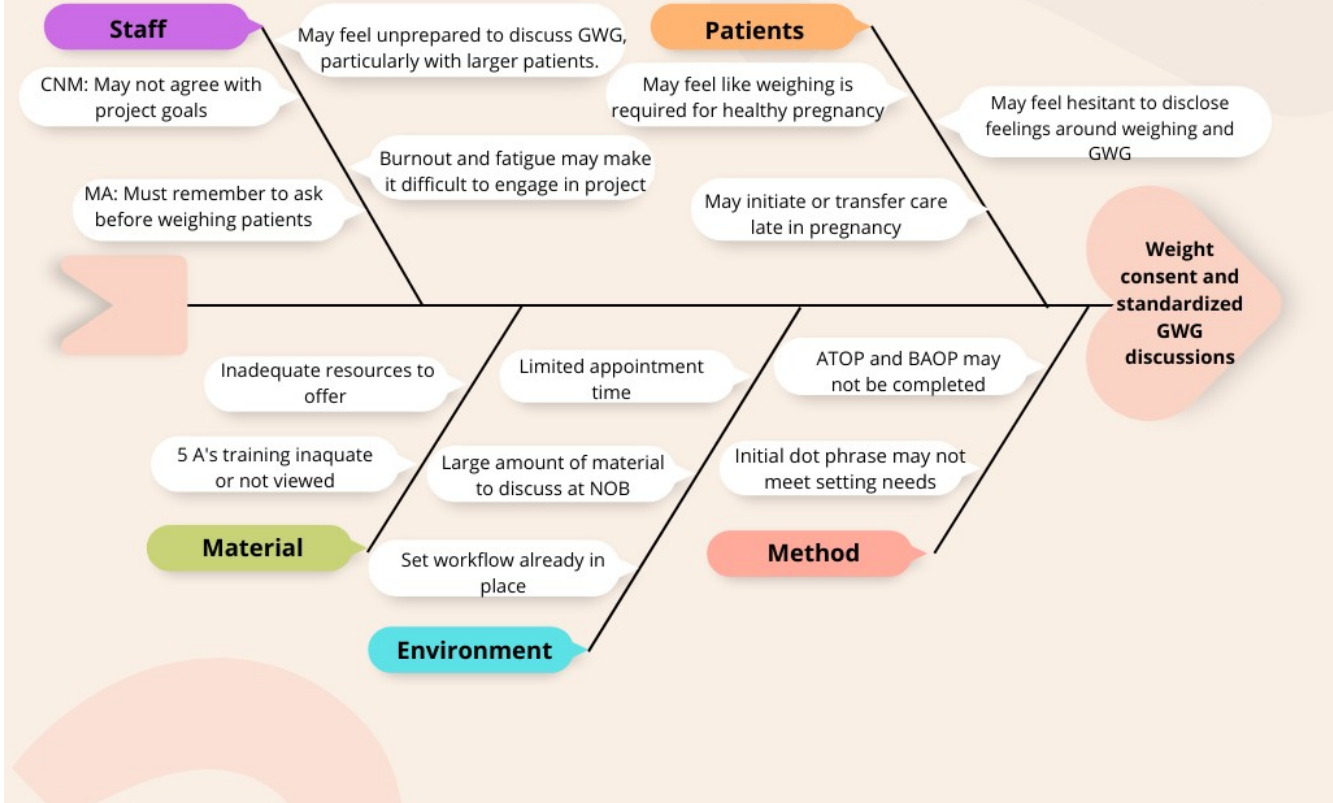 Staff
May feel unprepared to discuss GWG,
particularly with larger patients.
CNM: May not agree with
project goals
Burnout and fatigue may make
it difficult to engage in project
MA: Must remember to ask
before weighing patients
Patients
May feel like weighing is
required for healthy pregnancy
May feel hesitant to disclose
feelings around weighing and
GWG
May initiate or transfer care
late in pregnancy
Weight
consent and
standardized
GWG
discussions
Inadequate resources to
offer
5 A's training inaquate
or not viewed
Material
Limited appointment
time
Large amount of material
to discuss at NOB
Set workflow already in
place
Environment
ATOP and BAOP may
not be completed
Initial dot phrase may not
meet setting needs
Method